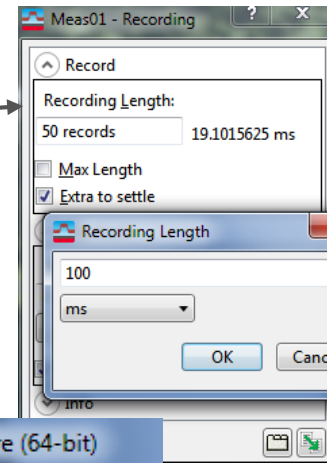 Meas01 - Recording
Record
Recording Length:
50 records 19.1015625 ms
Max Length
Extra to settle
Recording Length
100
ms
OK Canc
Info
re (64-bit)